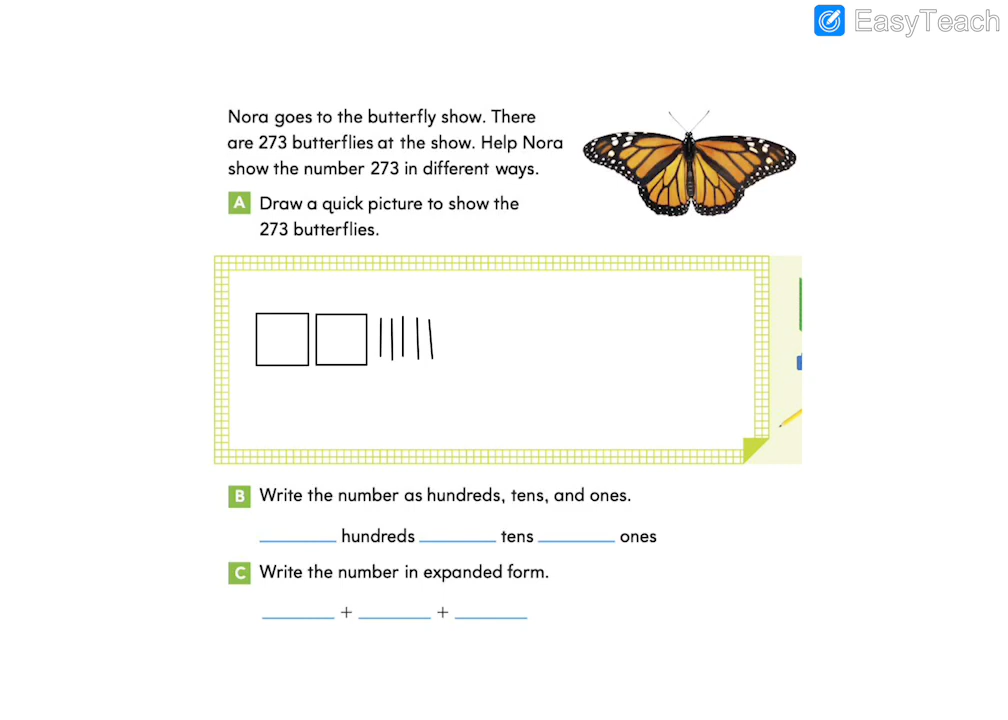 EasyTeach
Nora goes to the butterfly show. There
are 273 butterflies at the show. Help Nora
show the number 273 in different ways.
A Draw a quick picture to show the
273 butterflies.
B Write the number as hundreds, tens, and ones.
hundreds tens ones
C Write the number in expanded form.
+ +